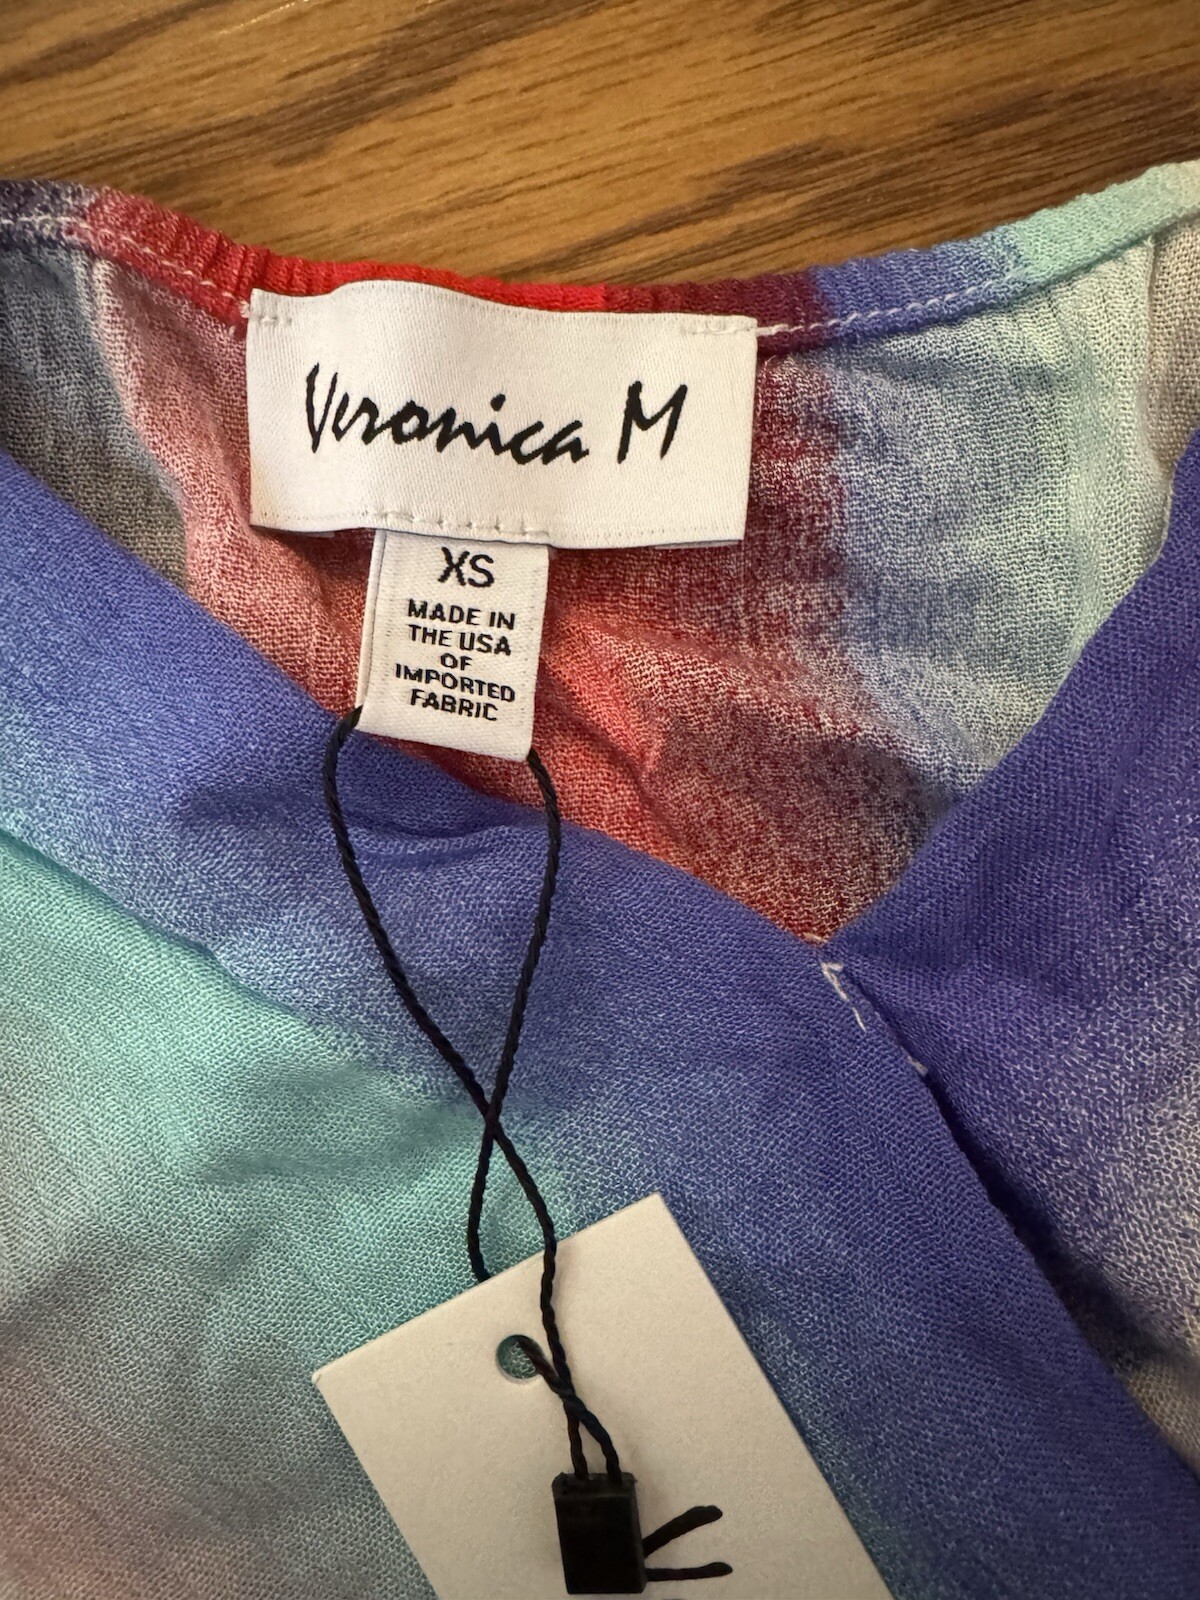 Veronica M
XS
MADE IN
THE USA
OF
IMPORTED
FABRIC